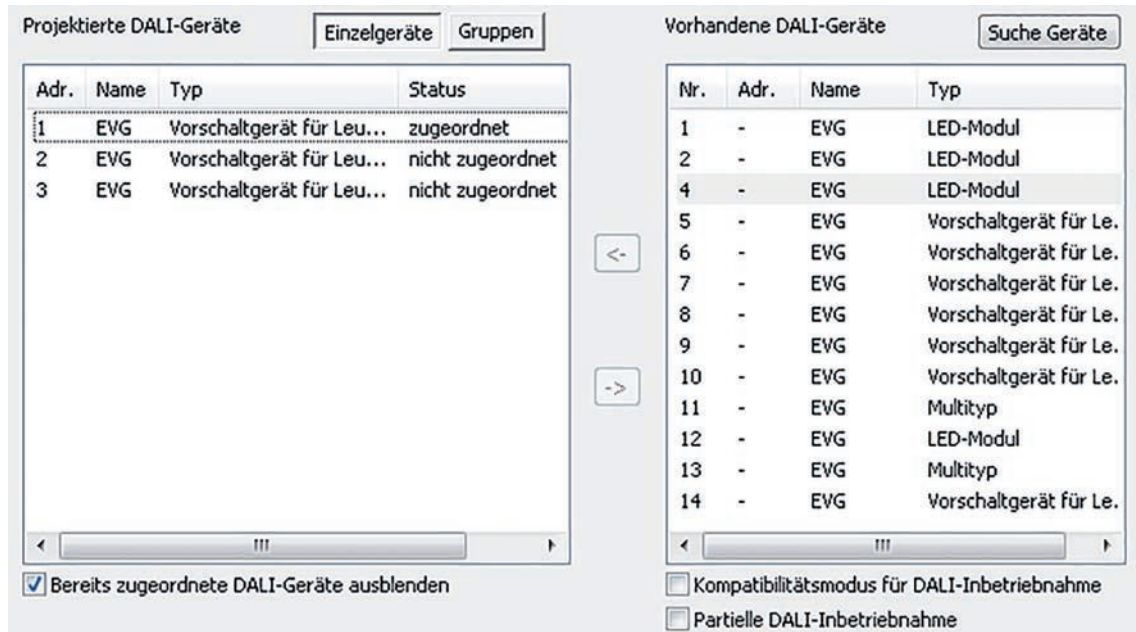 Projektierte DALI-Geräte Einzelgeräte Gruppen
Adr. Name Typ Status
1 EVG Vorschaltgerät für Leu... zugeordnet
2 EVG Vorschaltgerät für Leu... nicht zugeordnet
3 EVG Vorschaltgerät für Leu... nicht zugeordnet
Bereits zugeordnete DALI-Geräte ausblenden
<-
->
Vorhandene DALI-Geräte Suche Geräte
Nr. Adr. Name Typ
1 - EVG LED-Modul
2 - EVG LED-Modul
4 - EVG LED-Modul
5 - EVG Vorschaltgerät für Le.
6 - EVG Vorschaltgerät für Le.
7 - EVG Vorschaltgerät für Le.
8 - EVG Vorschaltgerät für Le.
9 - EVG Vorschaltgerät für Le.
10 - EVG Vorschaltgerät für Le.
11 - EVG Multityp
12 - EVG LED-Modul
13 - EVG Multityp
14 - EVG Vorschaltgerät für Le.
Kompatibilitätsmodus für DALI-Inbetriebnahme
Partielle DALI-Inbetriebnahme